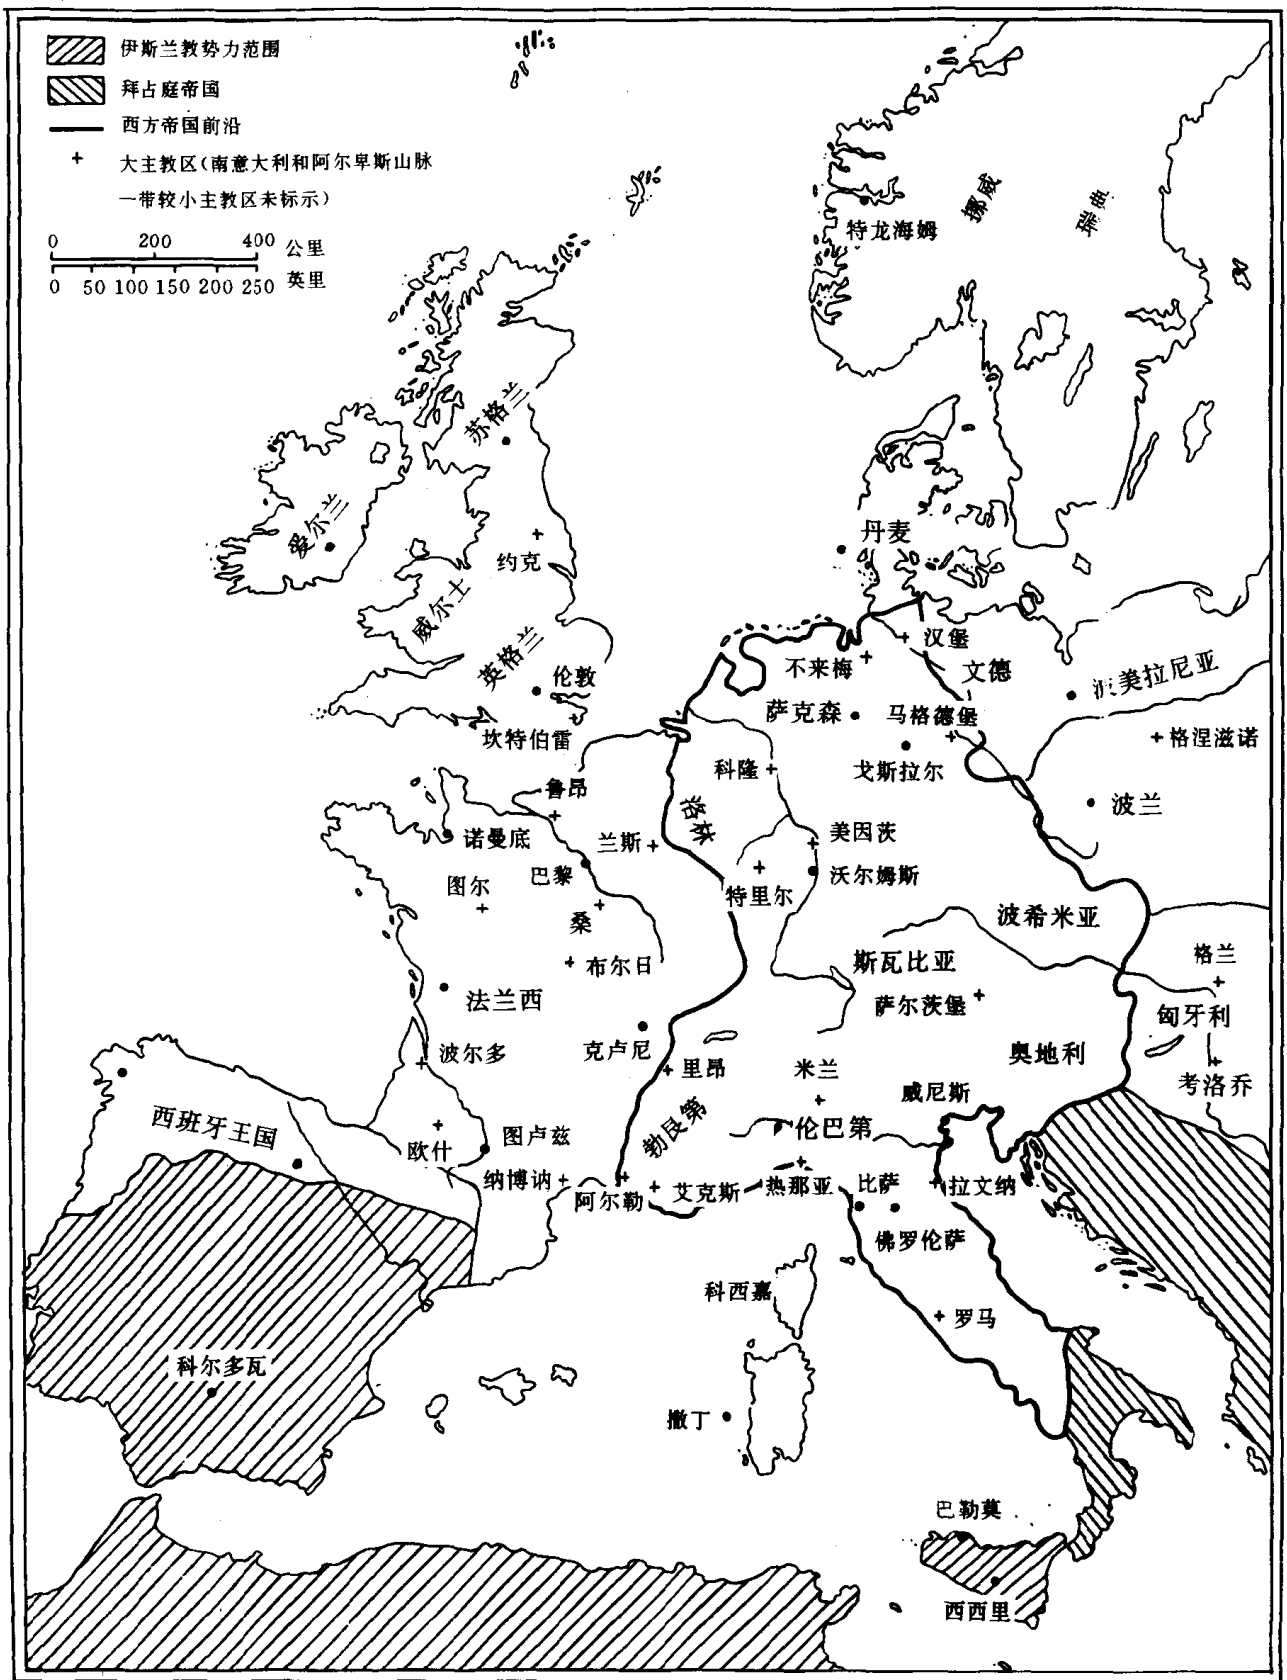 伊斯兰教势力范围
拜占庭帝国
西方帝国前沿
大主教区(南意大利和阿尔卑斯山脉
一带较小主教区未标示)
0 200 400 公里
0 50 100 150 200 250 英里
挪威
瑞典
特龙海姆
苏格兰
爱尔兰
约克
丹麦
威尔士
英格兰
伦敦
坎特伯雷
汉堡
不来梅
文德
波美拉尼亚
萨克森
马格德堡
格涅滋诺
科隆
戈斯拉尔
鲁昂
洛林
波兰
诺曼底
兰斯
美因茨
巴黎
沃尔姆斯
图尔
特里尔
桑
波希米亚
布尔日
斯瓦比亚
格兰
法兰西
萨尔茨堡
匈牙利
波尔多
克卢尼
奥地利
里昂
米兰
考洛乔
威尼斯
西班牙王国
勃艮第
伦巴第
欧什
图卢兹
纳博讷
阿尔勒
艾克斯
热那亚
比萨
拉文纳
佛罗伦萨
科西嘉
罗马
科尔多瓦
撒丁
巴勒莫
西西里